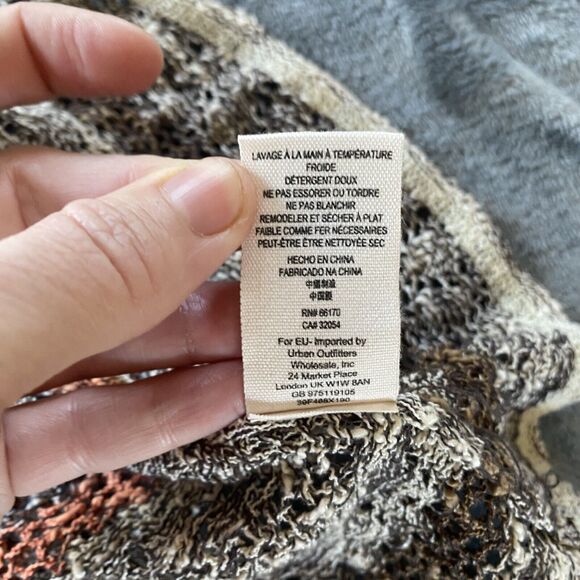 LAVAGE À LA MAIN À TEMPÉRATURE
FROIDE
DÉTERGENT DOUX
NE PAS ESSORER OU TORDRE
NE PAS BLANCHIR
REMODELER ET SÉCHER À PLAT
FAIBLE COMME FER NÉCESSAIRES
PEUT-ÊTRE ÊTRE NETTOYÉE SEC
HECHO EN CHINA
FABRICADO NA CHINA
中國製造
中国製
RN# 66170
CA# 32054
For EU- Imported by
Urban Outfitters
Wholesale, Inc
24 Market Place
London UK W1W 8AN
GB 975119105
39F468X190